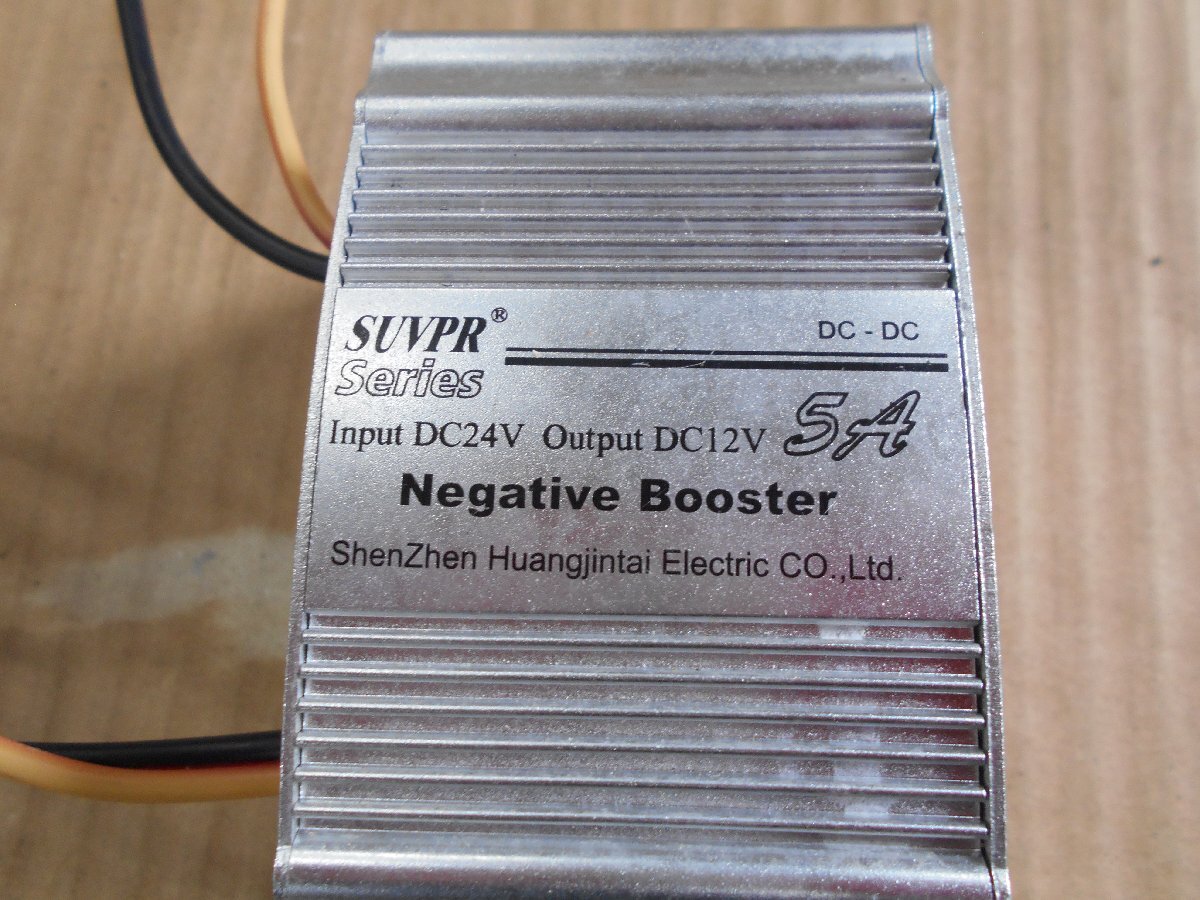 SUVPR® DC - DC
Series
Input DC24V Output DC12V 5A
Negative Booster
ShenZhen Huangjintai Electric CO.,Ltd.